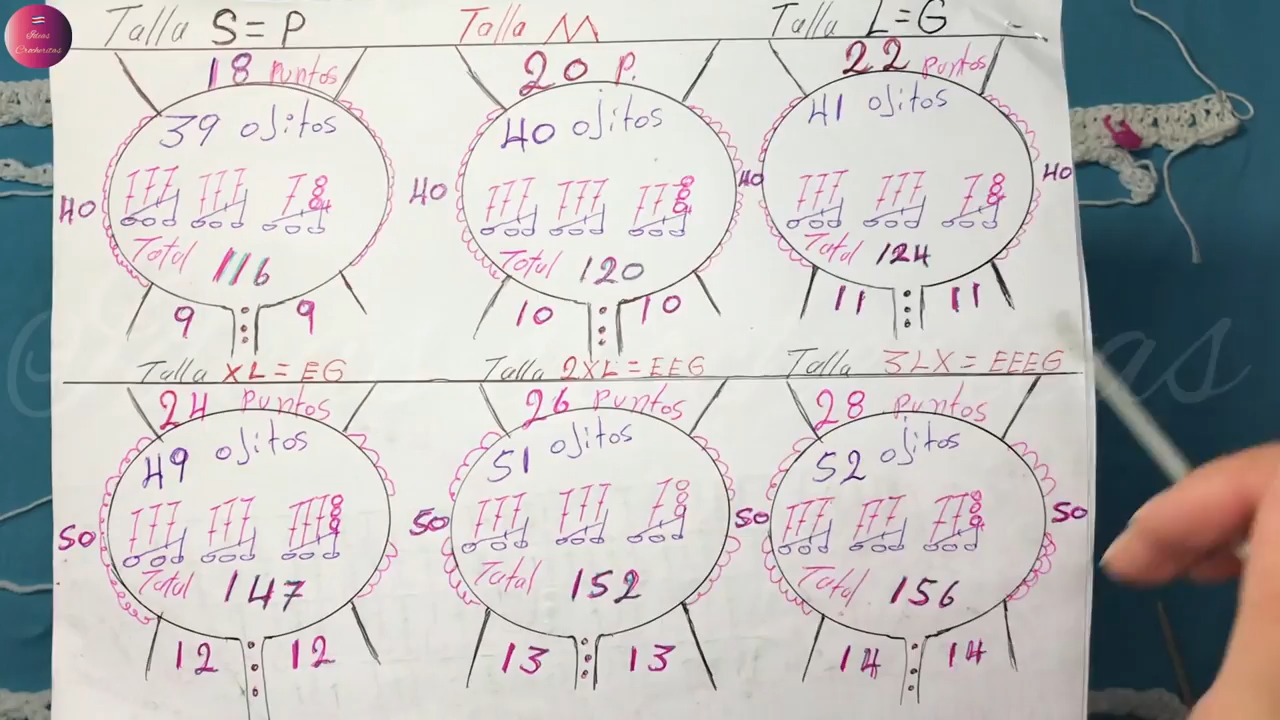 Ideas
Crocheritas
Talla S=P
18 Puntos
39 ojitos
40
Total 116
9 9
Talla M
20 P.
40 ojitos
40 40
Total 120
10 10
Talla L=G
22 puntos
41 ojitos
40
Total 124
11 11
Talla XL=EG
24 Puntos
49 ojitos
50
Total 147
12 12
Talla 2XL=EEG
26 Puntos
51 ojitos
50 50
Total 152
13 13
Talla 3LX=EEEG
28 puntos
52 ojitos
50
Total 156
14 14